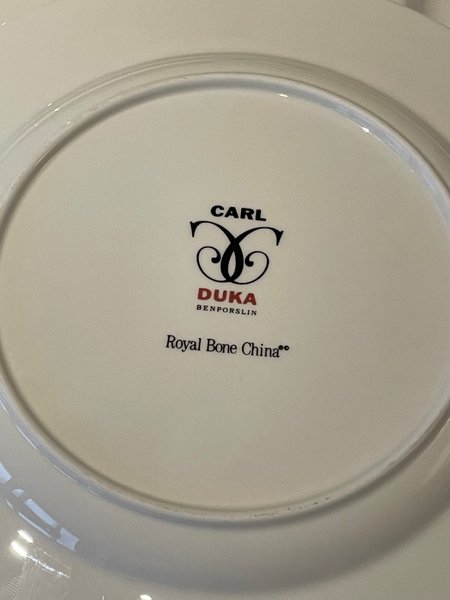 CARL
DUKA
BENPORSLIN
Royal Bone China